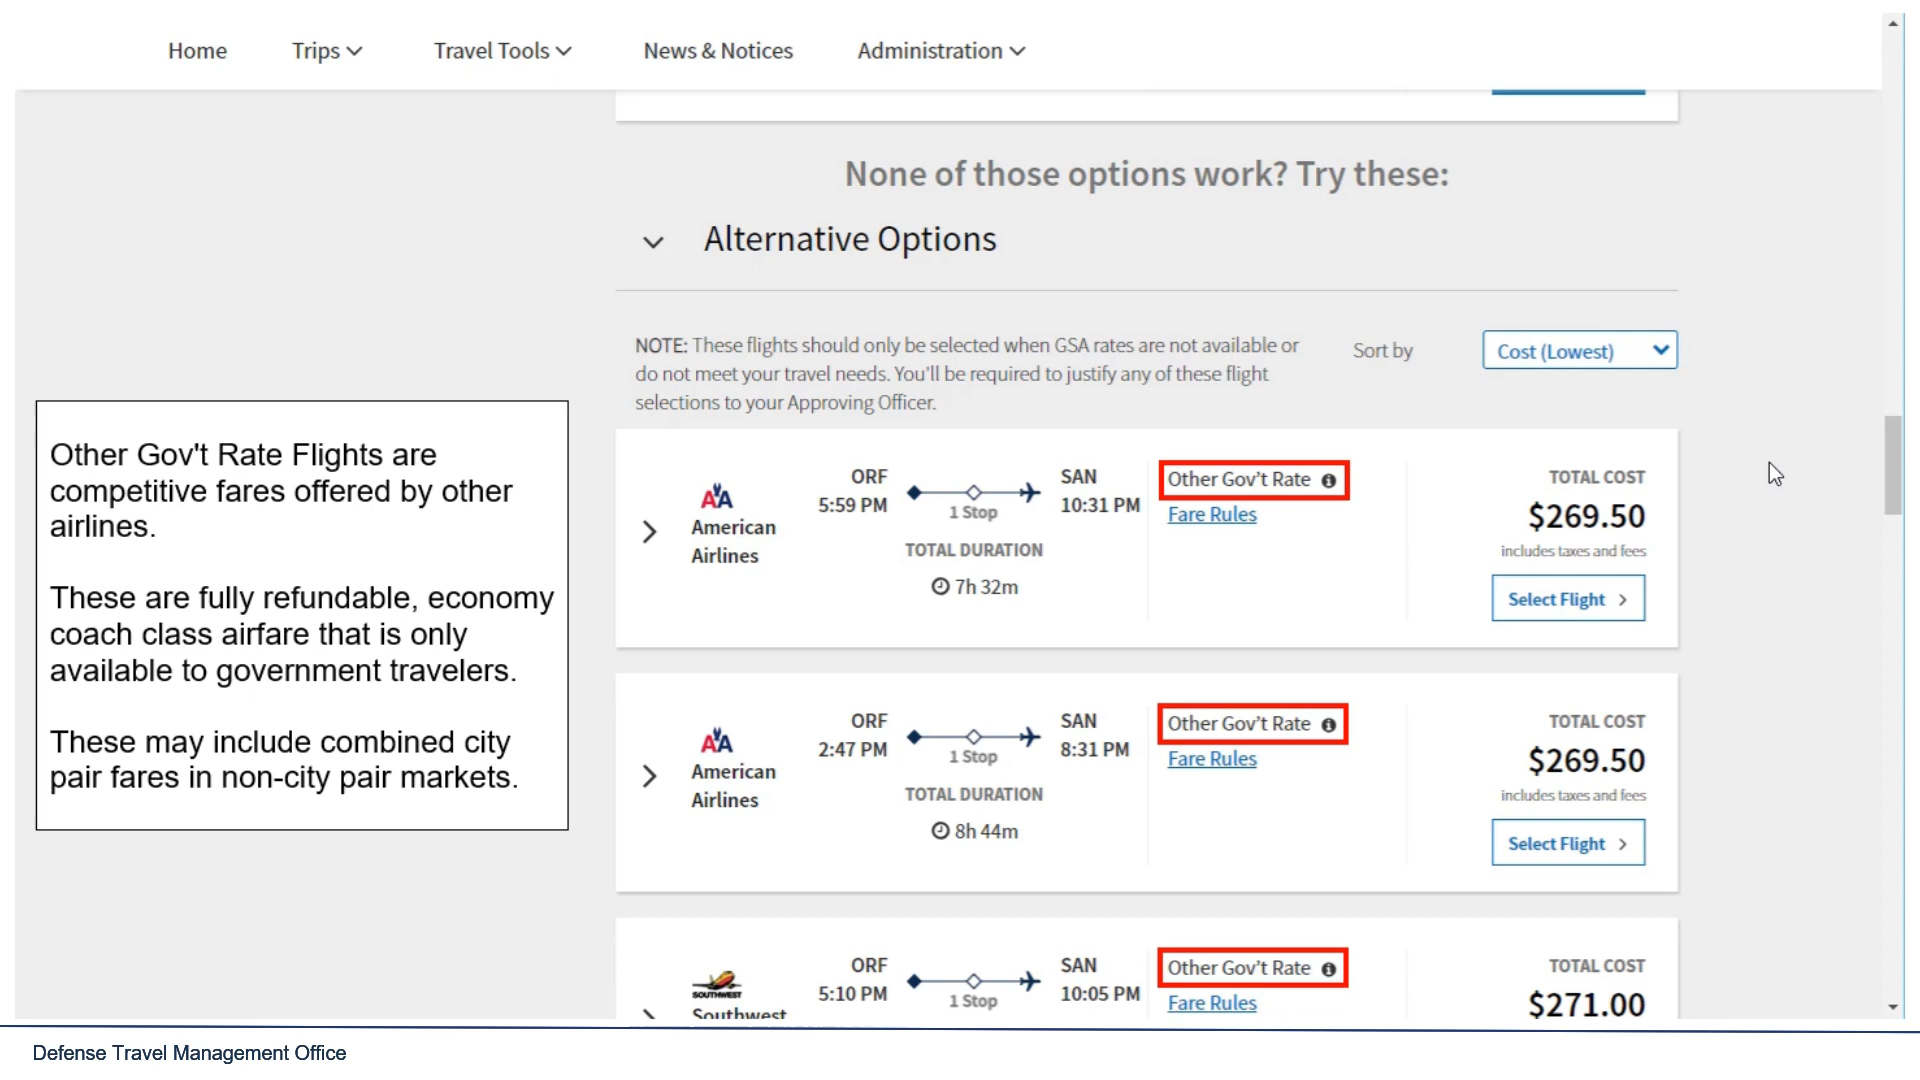 Home Trips Travel Tools News & Notices Administration
None of those options work? Try these:
Alternative Options
NOTE: These flights should only be selected when GSA rates are not available or
do not meet your travel needs. You'll be required to justify any of these flight
selections to your Approving Officer.
Sort by Cost (Lowest)
Other Gov't Rate Flights are
competitive fares offered by other
airlines.
These are fully refundable, economy
coach class airfare that is only
available to government travelers.
These may include combined city
pair fares in non-city pair markets.
AA
American
Airlines
ORF
5:59 PM
1 Stop
SAN
10:31 PM
TOTAL DURATION
7h 32m
Other Gov't Rate
Fare Rules
TOTAL COST
$269.50
includes taxes and fees
Select Flight
AA
American
Airlines
ORF
2:47 PM
1 Stop
SAN
8:31 PM
TOTAL DURATION
8h 44m
Other Gov't Rate
Fare Rules
TOTAL COST
$269.50
includes taxes and fees
Select Flight
SOUTHWEST
Southwest
ORF
5:10 PM
1 Stop
SAN
10:05 PM
Other Gov't Rate
Fare Rules
TOTAL COST
$271.00
Defense Travel Management Office